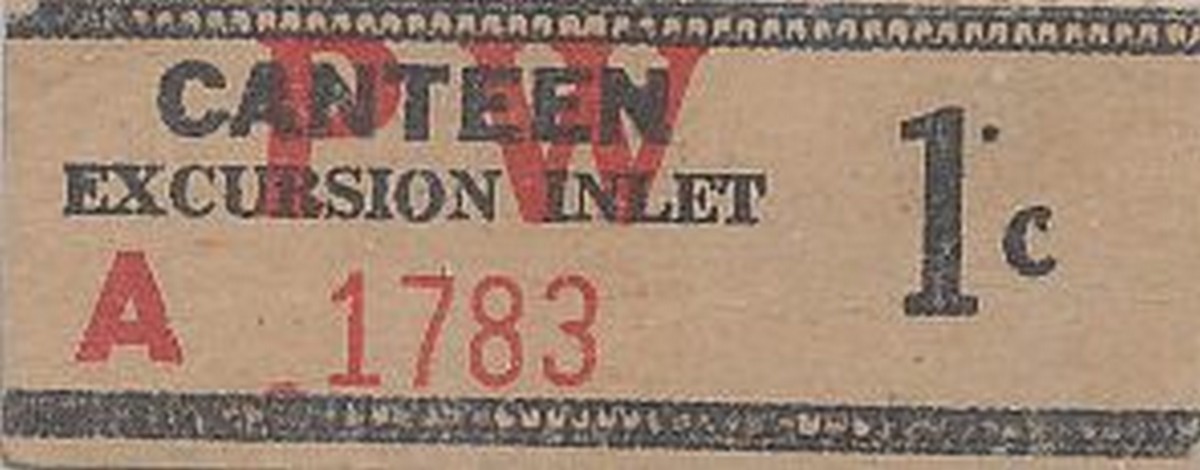 PW
CANTEEN
EXCURSION INLET
1c
A 1783